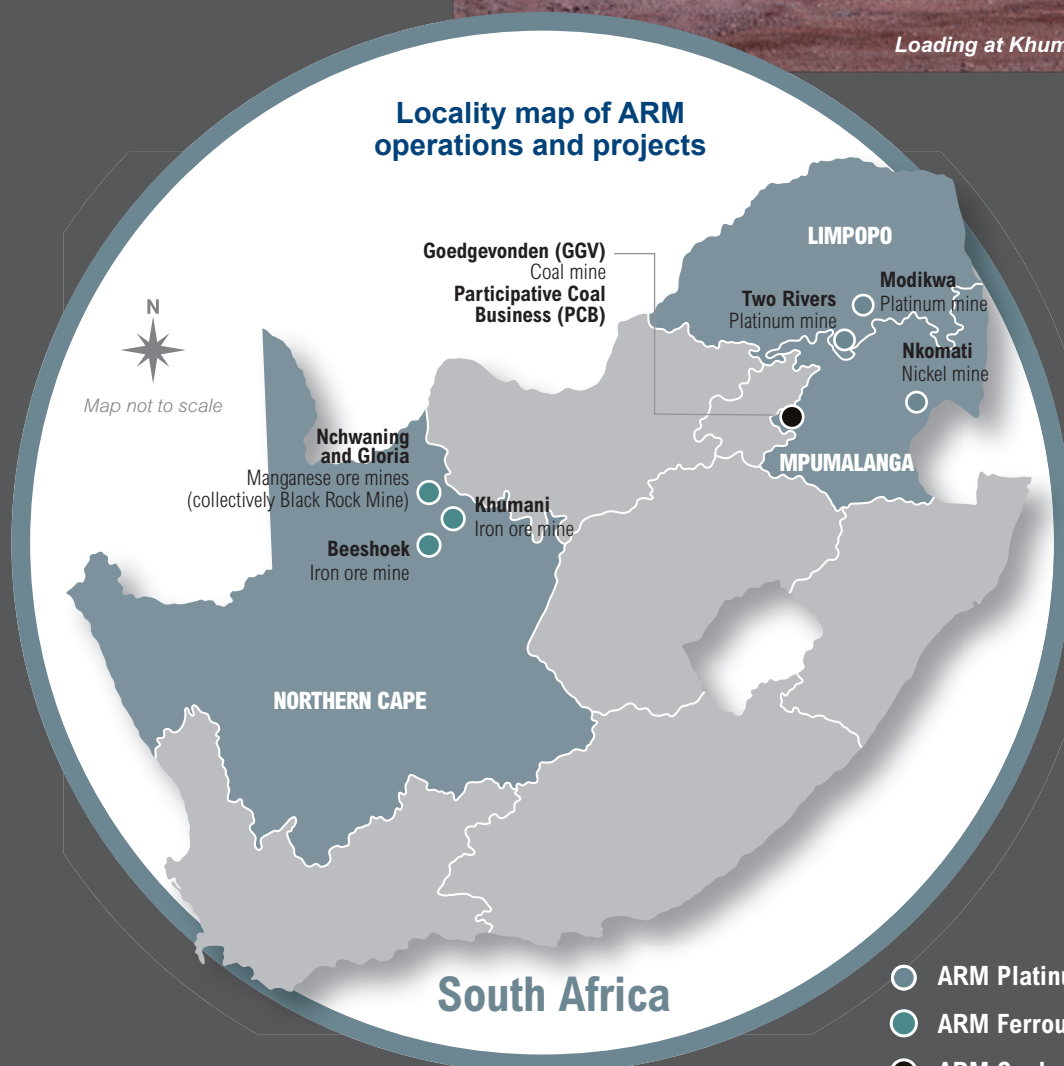 Loading at
Locality map of ARM
operations and projects
LIMPOPO
Goedgevonden (GGV)
Coal mine
Participative Coal
Business (PCB)
Modikwa
Platinum mine
Two Rivers
Platinum mine
N
Nkomati
Nickel mine
Map not to scale
Nchwaning
and Gloria
Manganese ore mines
(collectively Black Rock Mine)
MPUMALANGA
Khumani
Iron ore mine
Beeshoek
Iron ore mine
NORTHERN CAPE
South Africa
ARM
ARM
ARM